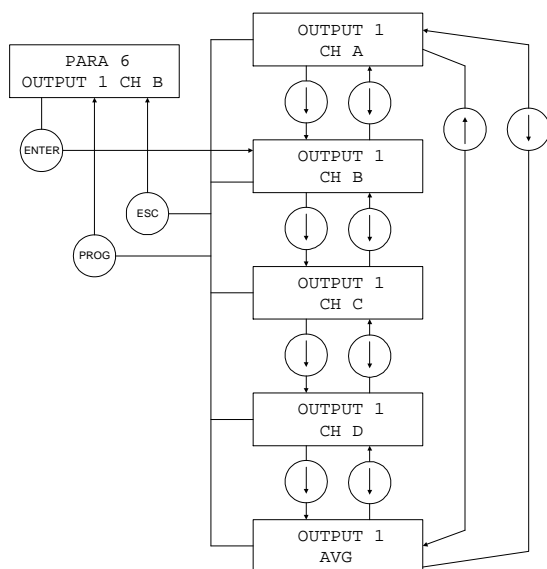 PARA 6
OUTPUT 1 CH B
ENTER
ESC
PROG
OUTPUT 1
CH A
OUTPUT 1
CH B
OUTPUT 1
CH C
OUTPUT 1
CH D
OUTPUT 1
AVG